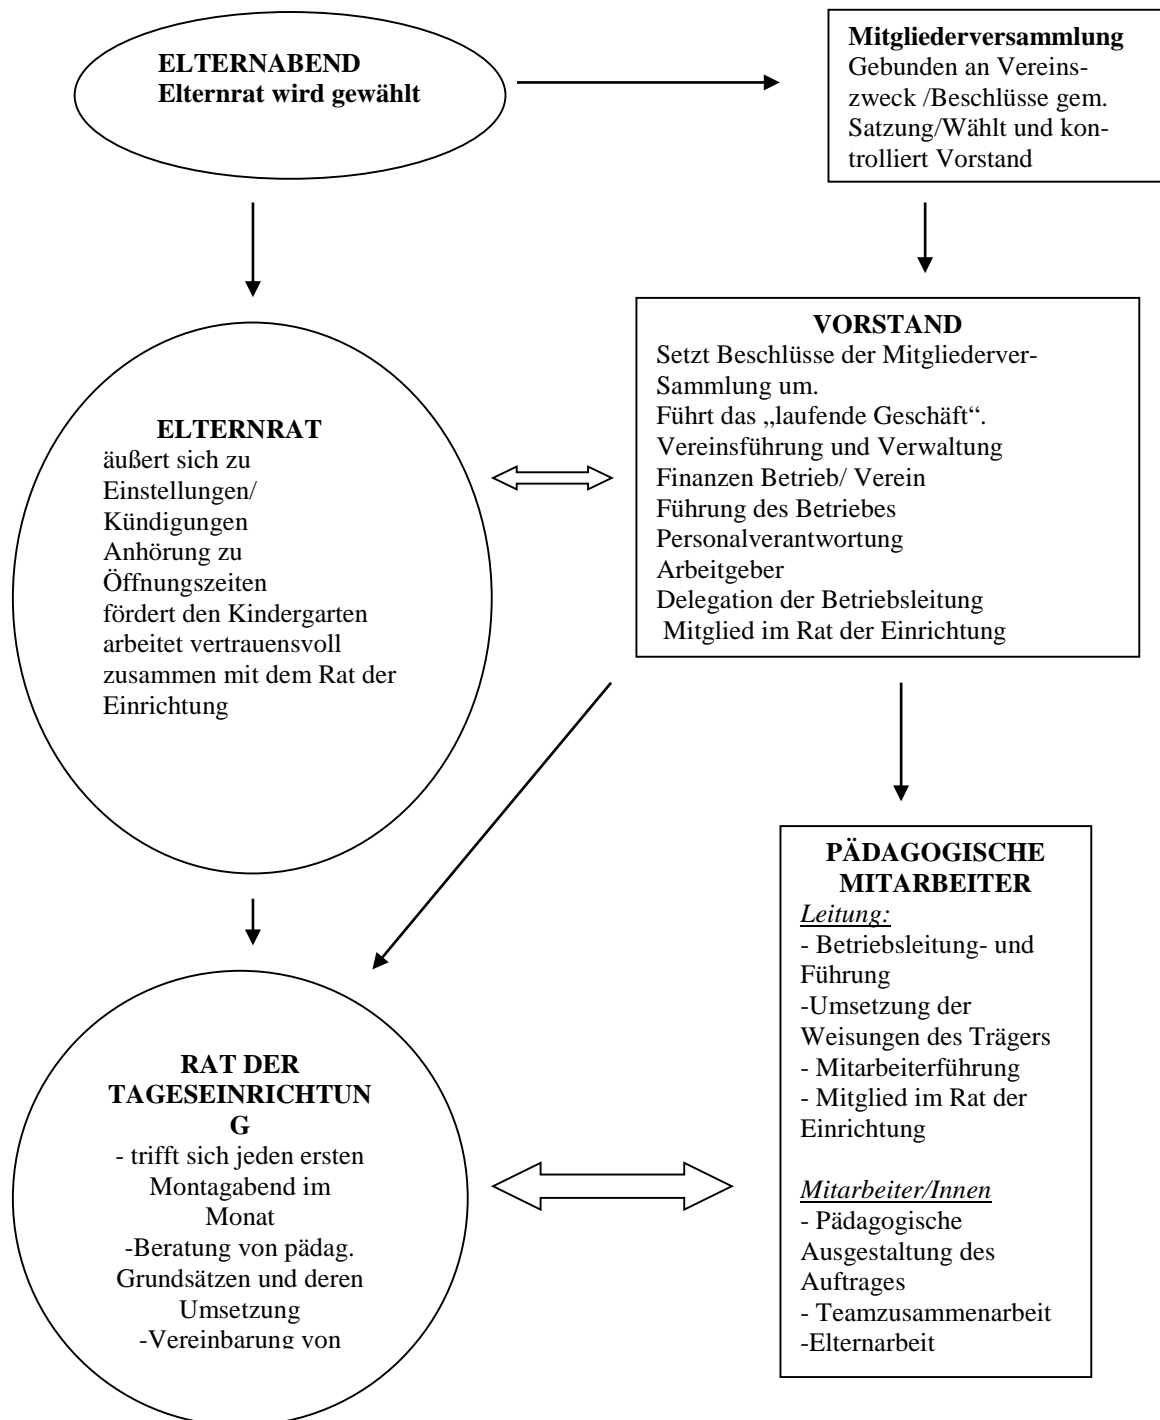 ELTERNABEND
Elternrat wird gewählt
Mitgliederversammlung
Gebunden an Vereins-
zweck /Beschlüsse gem.
Satzung/Wählt und kon-
trolliert Vorstand
ELTERNRAT
äußert sich zu
Einstellungen/
Kündigungen
Anhörung zu
Öffnungszeiten
fördert den Kindergarten
arbeitet vertrauensvoll
zusammen mit dem Rat der
Einrichtung
VORSTAND
Setzt Beschlüsse der Mitgliederver-
Sammlung um.
Führt das „laufende Geschäft“.
Vereinsführung und Verwaltung
Finanzen Betrieb/ Verein
Führung des Betriebes
Personalverantwortung
Arbeitgeber
Delegation der Betriebsleitung
Mitglied im Rat der Einrichtung
RAT DER
TAGESEINRICHTUN
G
- trifft sich jeden ersten
Montagabend im
Monat
-Beratung von pädag.
Grundsätzen und deren
Umsetzung
-Vereinbarung von
PÄDAGOGISCHE
MITARBEITER
Leitung:
- Betriebsleitung- und
Führung
-Umsetzung der
Weisungen des Trägers
- Mitarbeiterführung
- Mitglied im Rat der
Einrichtung
Mitarbeiter/Innen
- Pädagogische
Ausgestaltung des
Auftrages
- Teamzusammenarbeit
-Elternarbeit